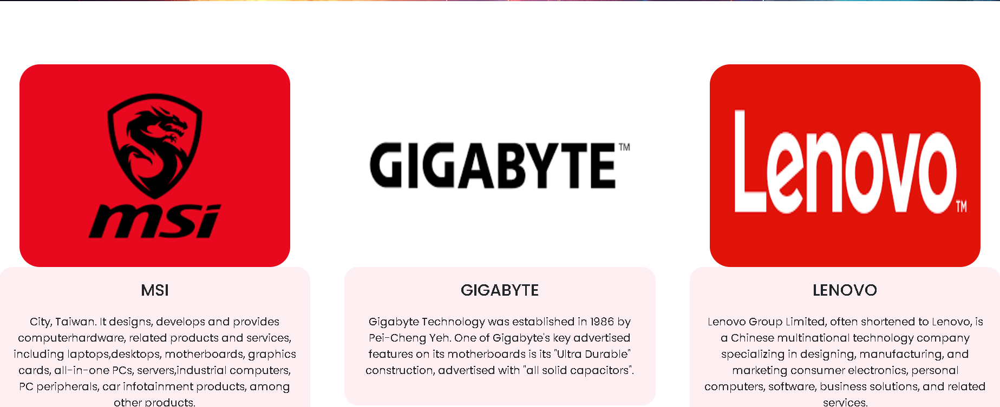 msi
GIGABYTE™
Lenovo™
MSI
City, Taiwan. It designs, develops and provides
computerhardware, related products and services,
including laptops,desktops, motherboards, graphics
cards, all-in-one PCs, servers,industrial computers,
PC peripherals, car infotainment products, among
other products.
GIGABYTE
Gigabyte Technology was established in 1986 by
Pei-Cheng Yeh. One of Gigabyte's key advertised
features on its motherboards is its "Ultra Durable"
construction, advertised with "all solid capacitors".
LENOVO
Lenovo Group Limited, often shortened to Lenovo, is
a Chinese multinational technology company
specializing in designing, manufacturing, and
marketing consumer electronics, personal
computers, software, business solutions, and related
services.